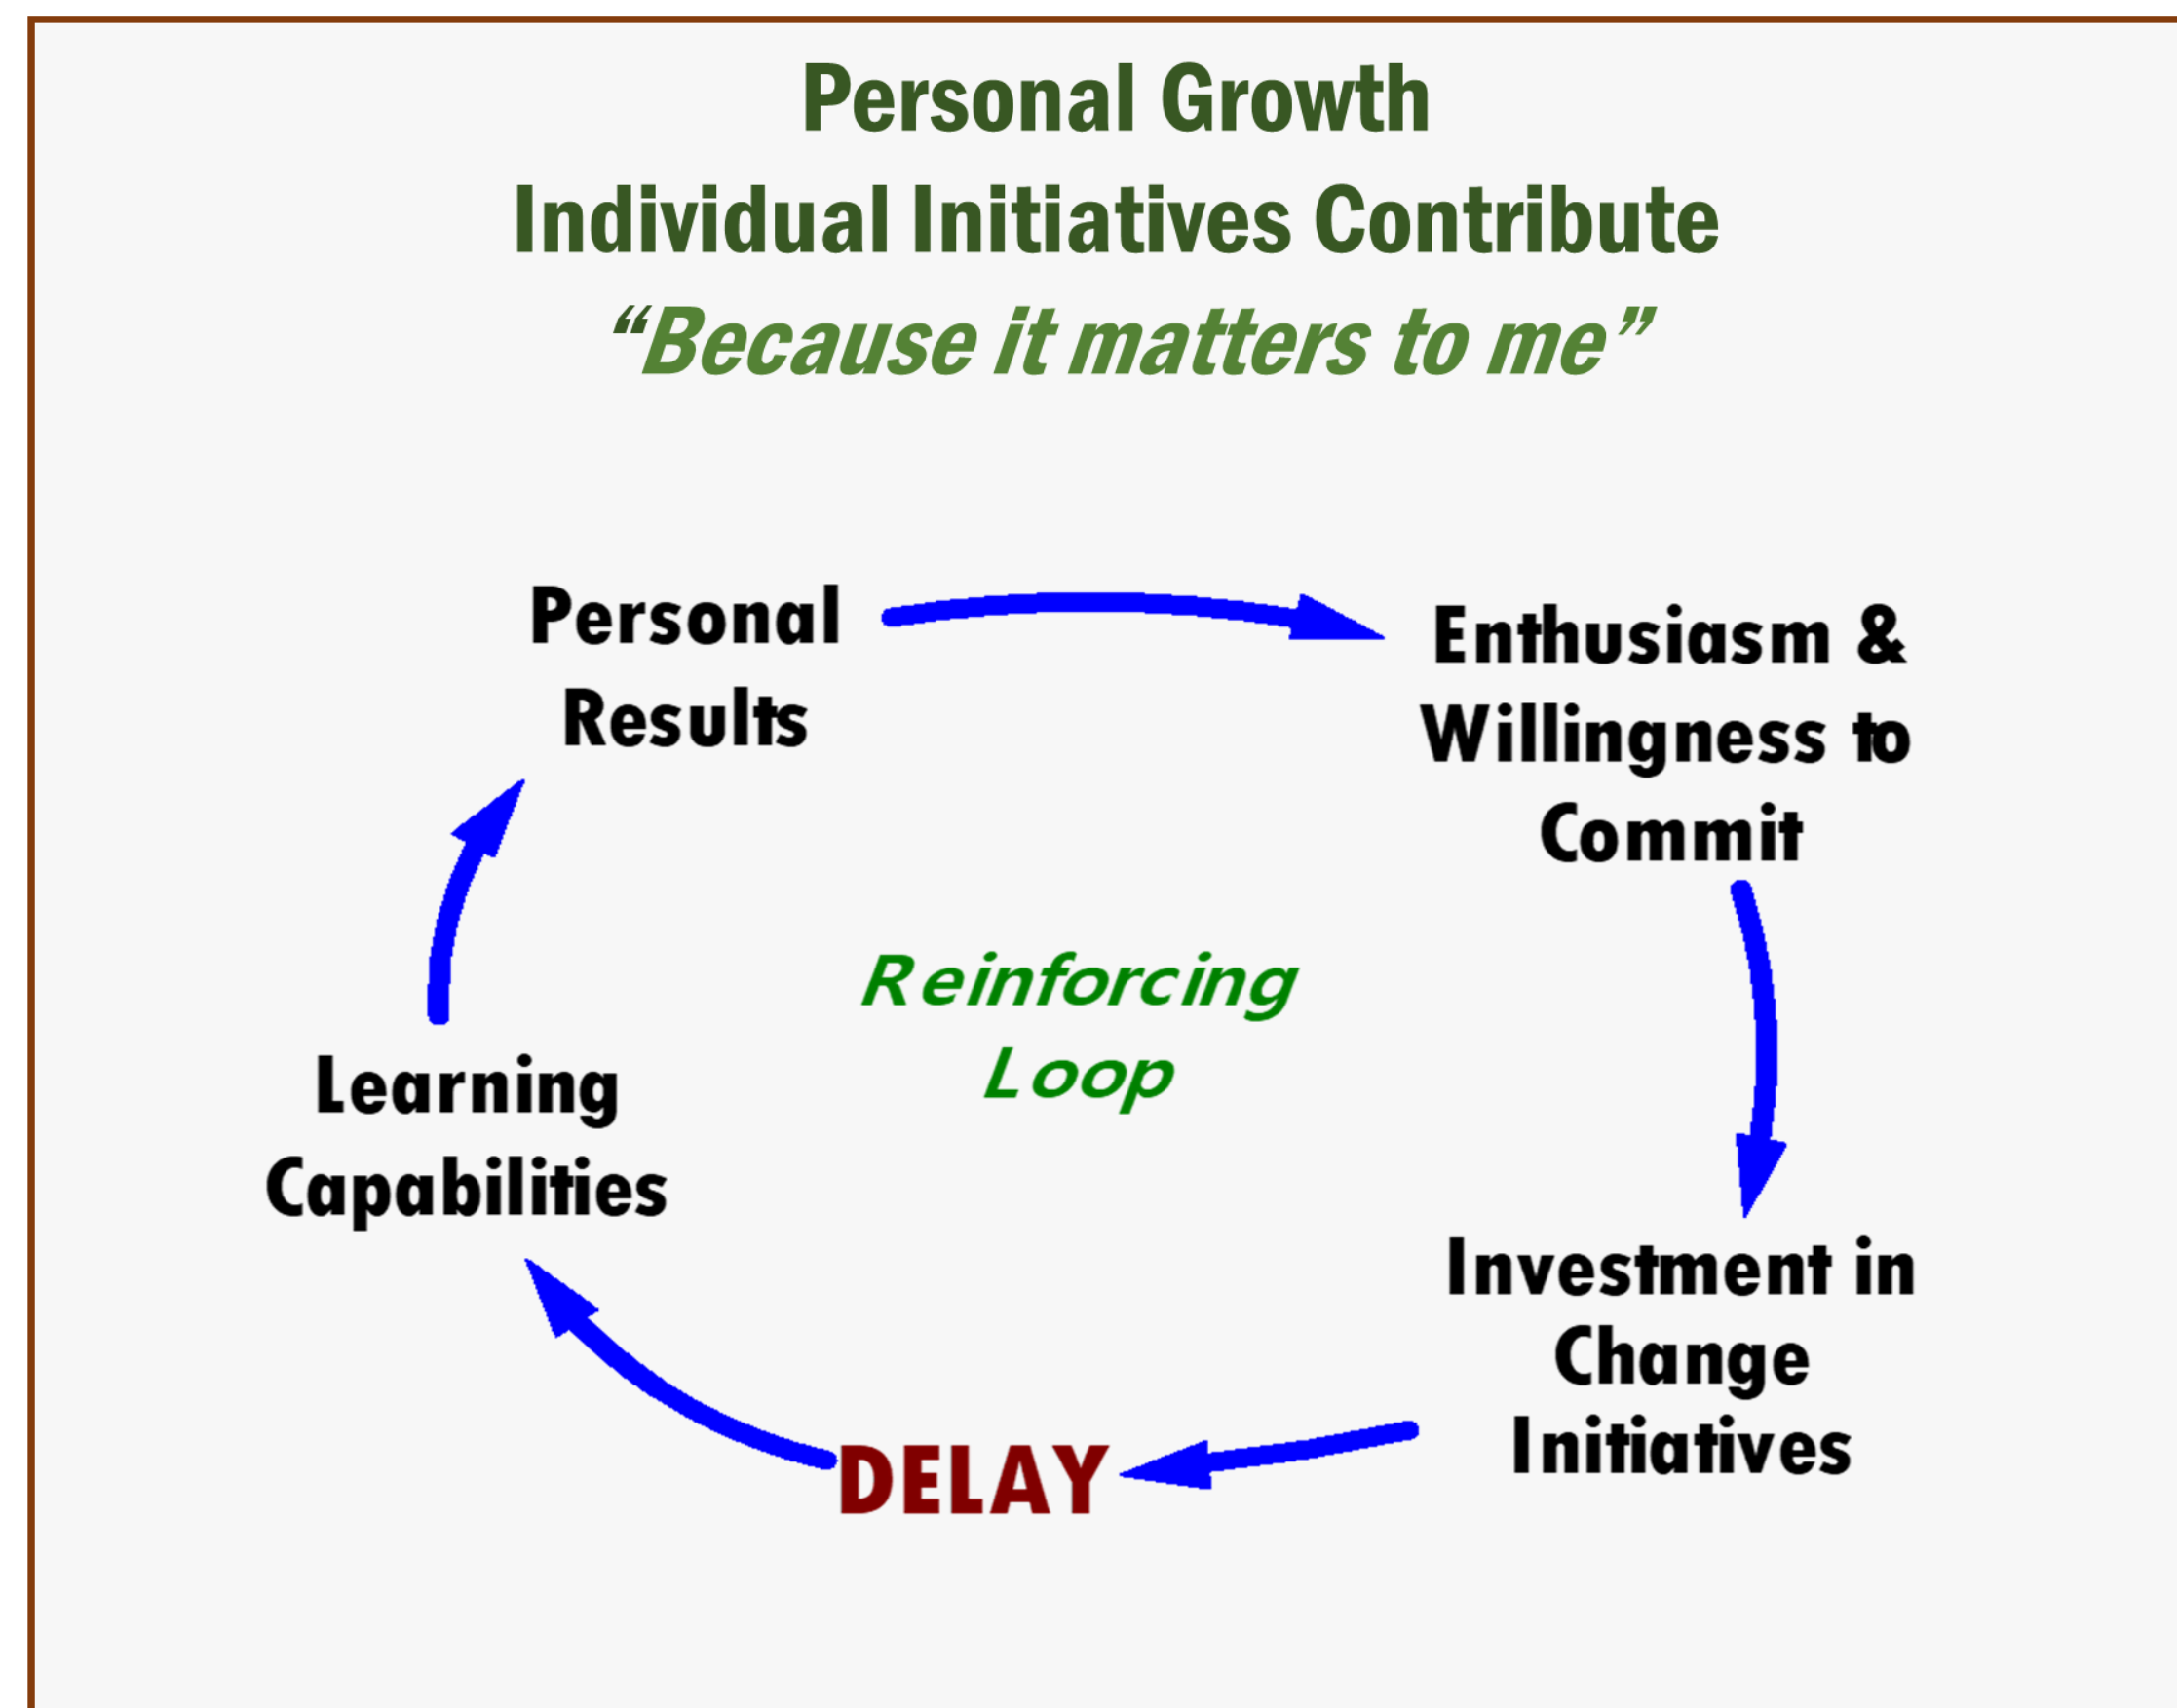 Personal Growth
Individual Initiatives Contribute
“Because it matters to me”
Personal
Results
Enthusiasm &
Willingness to
Commit
Reinforcing
Loop
Learning
Capabilities
Investment in
Change
Initiatives
DELAY